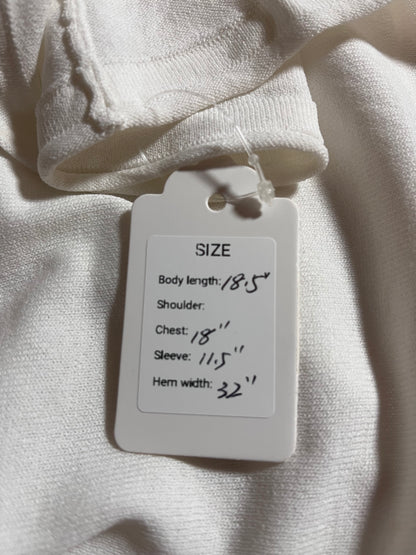 SIZE
Body length: 18.5"
Shoulder:
Chest: 18"
Sleeve: 11.5"
Hem width: 32"